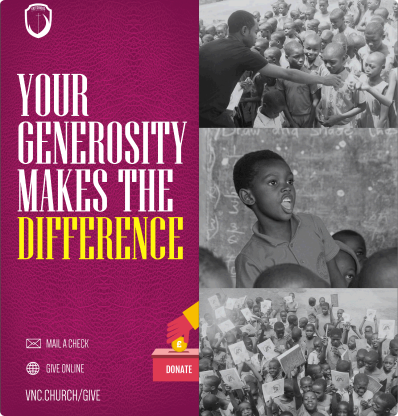 YOUR
GENEROSITY
MAKES THE
DIFFERENCE
MAIL A CHECK
GIVE ONLINE
DONATE
VNC.CHURCH/GIVE